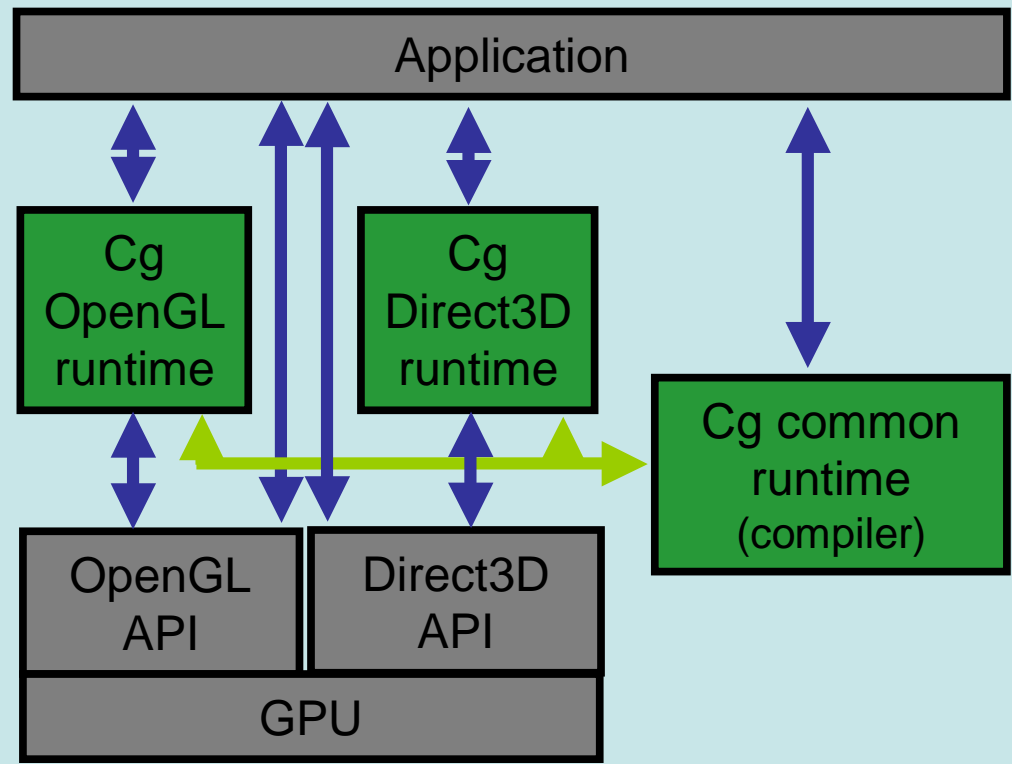 Application
Cg
OpenGL
runtime
Cg
Direct3D
runtime
Cg common
runtime
(compiler)
OpenGL
API
Direct3D
API
GPU